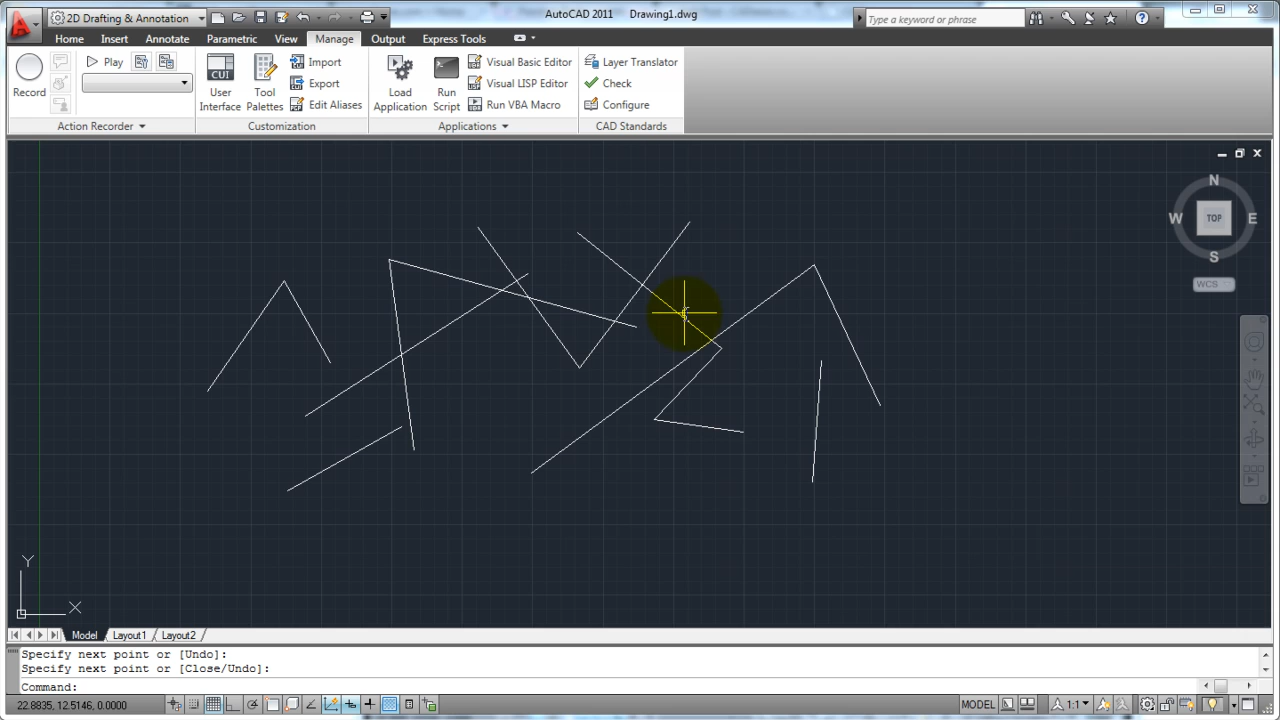 2D Drafting & Annotation
AutoCAD 2011 Drawing1.dwg
Type a keyword or phrase
Home Insert Annotate Parametric View Manage Output Express Tools
Record
Play
Action Recorder
CUI
User Interface
Tool Palettes
Import
Export
Edit Aliases
Customization
Load Application
Run Script
Visual Basic Editor
Visual LISP Editor
Run VBA Macro
Applications
Layer Translator
Check
Configure
CAD Standards
N
W TOP E
S
WCS
Y
X
Model Layout1 Layout2
Specify next point or [Undo]:
Specify next point or [Close/Undo]:
Command:
22.8835, 12.5146, 0.0000
MODEL
1:1